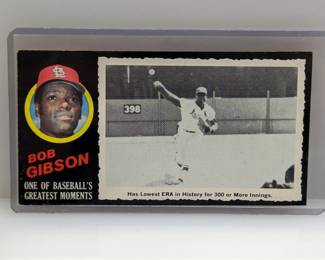 BOB
GIBSON
ONE OF BASEBALL'S
GREATEST MOMENTS
398
Has Lowest ERA in History for 300 or More Innings.